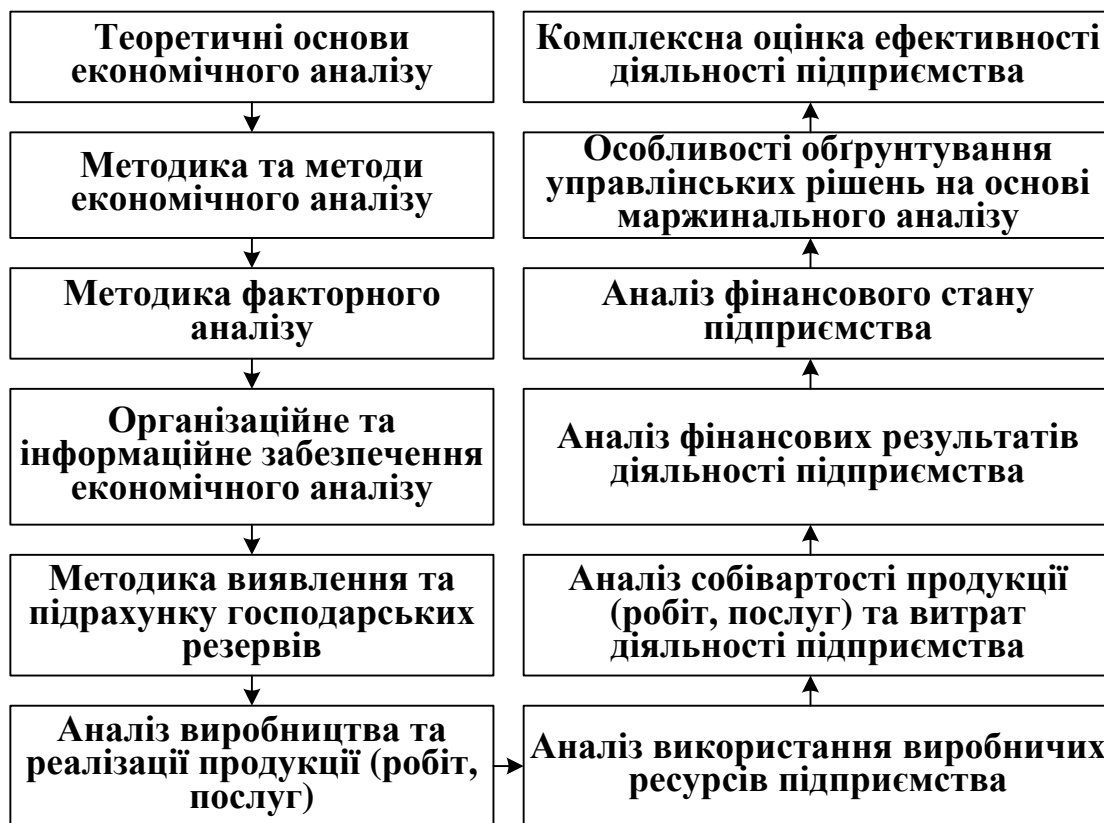 Теоретичні основи
економічного аналізу
Методика та методи
економічного аналізу
Методика факторного
аналізу
Організаційне та
інформаційне забезпечення
економічного аналізу
Методика виявлення та
підрахунку господарських
резервів
Аналіз виробництва та
реалізації продукції (робіт,
послуг)
Аналіз використання виробничих
ресурсів підприємства
Аналіз собівартості продукції
(робіт, послуг) та витрат
діяльності підприємства
Аналіз фінансових результатів
діяльності підприємства
Аналіз фінансового стану
підприємства
Особливості обґрунтування
управлінських рішень на основі
маржинального аналізу
Комплексна оцінка ефективності
діяльності підприємства